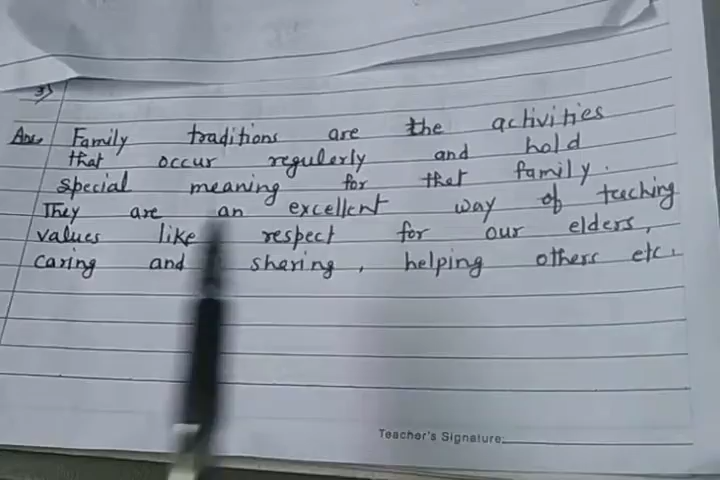 3)
Ans. Family traditions are the activities
that occur regulerly and hold
special meaning for that family.
They are an excellent way of teaching
values like respect for our elders,
caring and sharing, helping others etc.
Teacher's Signature: